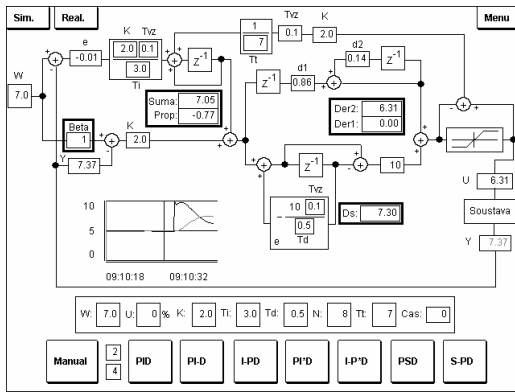 Sim. Real. Menu
1 Tvz K
7 0.1 2.0
Tt
K Tvz
e 2.0 0.1
-0.01 3.0
Ti
Z-1
d2
0.14 Z-1
W
7.0
d1
Z-1 0.86
Suma: 7.05
Prop: -0.77
Der2: 6.31
Der1: 0.00
Beta
1
K
2.0
Y
7.37
Z-1
10
Tvz
10 0.1
0.5
e Td
Ds: 7.30
U
6.31
Soustava
Y
7.37
10
5
0
09:10:18 09:10:32
W: 7.0 U: 0 % K: 2.0 Ti: 3.0 Td: 0.5 N: 8 Tt: 7 Cas: 0
Manual 2 4 PID PI-D I-PD PI*D I-P*D PSD S-PD